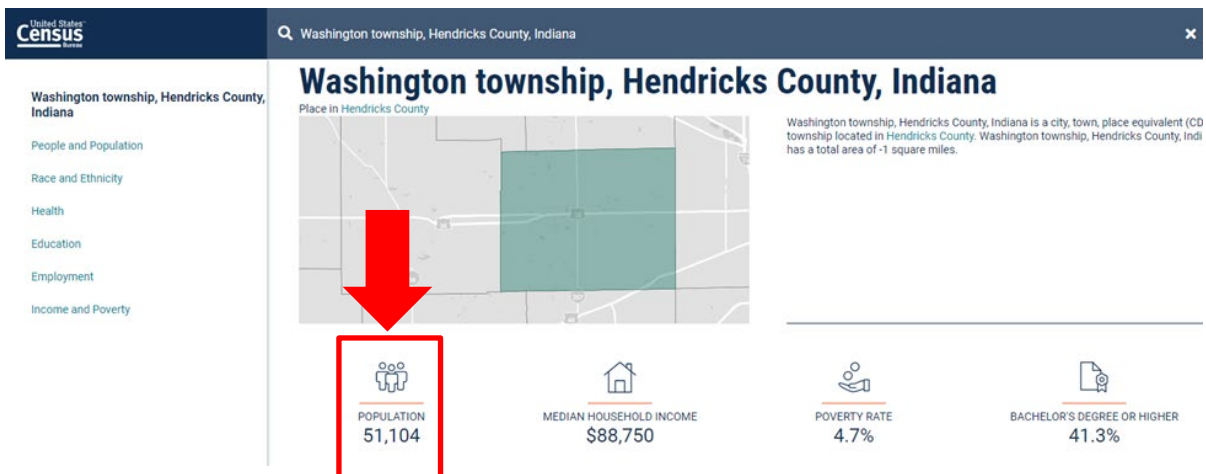 United States®
Census
Bureau
Washington township, Hendricks County, Indiana
Washington township, Hendricks County,
Indiana
People and Population
Race and Ethnicity
Health
Education
Employment
Income and Poverty
Washington township, Hendricks County, Indiana
Place in Hendricks County
Washington township, Hendricks County, Indiana is a city, town, place equivalent (CD
township located in Hendricks County. Washington township, Hendricks County, Indi
has a total area of -1 square miles.
POPULATION
51,104
MEDIAN HOUSEHOLD INCOME
$88,750
POVERTY RATE
4.7%
BACHELOR'S DEGREE OR HIGHER
41.3%